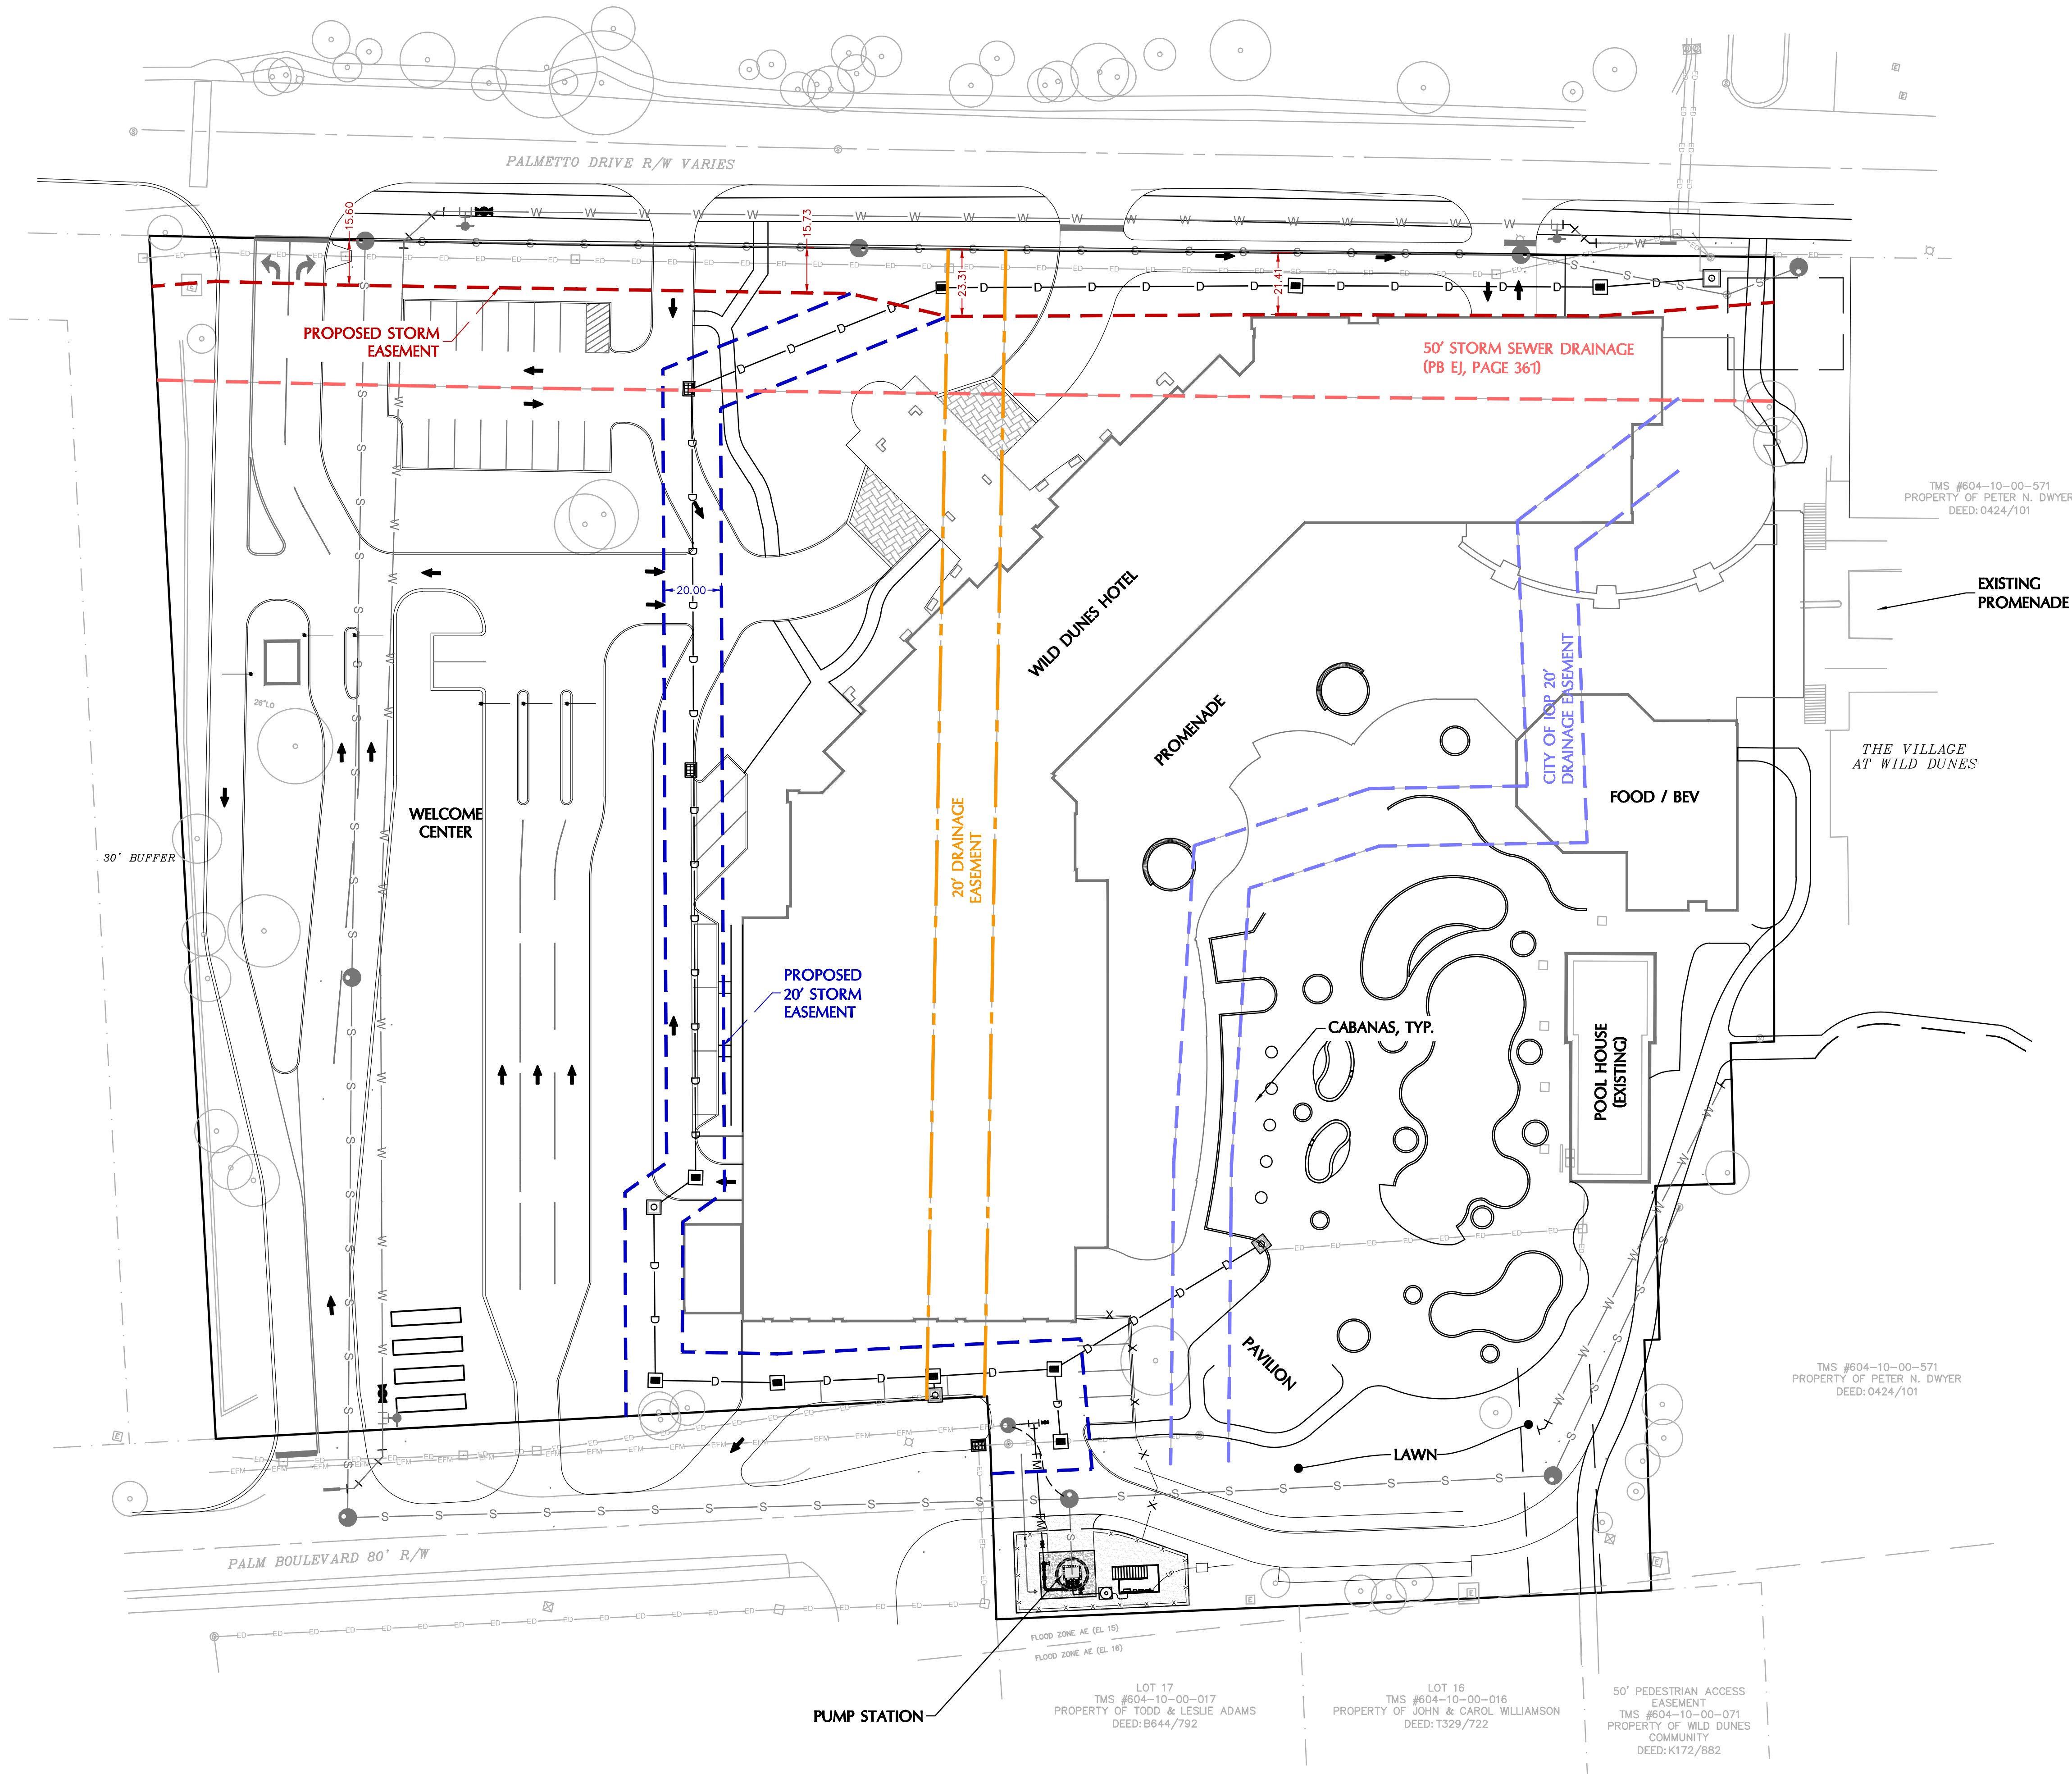 PALMETTO DRIVE R/W VARIES
15.60
15.73
23.31
21.41
PROPOSED STORM
EASEMENT
50' STORM SEWER DRAINAGE
(PB EJ, PAGE 361)
TMS #604-10-00-571
PROPERTY OF PETER N. DWYER
DEED: 0424/101
EXISTING
PROMENADE
20.00
WILD DUNES HOTEL
PROMENADE
CITY OF IOP 20'
DRAINAGE EASEMENT
26"LO
THE VILLAGE
AT WILD DUNES
FOOD / BEV
WELCOME
CENTER
30' BUFFER
20' DRAINAGE
EASEMENT
PROPOSED
20' STORM
EASEMENT
CABANAS, TYP.
POOL HOUSE
(EXISTING)
PAVILION
TMS #604-10-00-571
PROPERTY OF PETER N. DWYER
DEED: 0424/101
LAWN
PALM BOULEVARD 80' R/W
UP
FLOOD ZONE AE (EL 15)
FLOOD ZONE AE (EL 16)
PUMP STATION
LOT 17
TMS #604-10-00-017
PROPERTY OF TODD & LESLIE ADAMS
DEED: B644/792
LOT 16
TMS #604-10-00-016
PROPERTY OF JOHN & CAROL WILLIAMSON
DEED: T329/722
50' PEDESTRIAN ACCESS
EASEMENT
TMS #604-10-00-071
PROPERTY OF WILD DUNES
COMMUNITY
DEED: K172/882